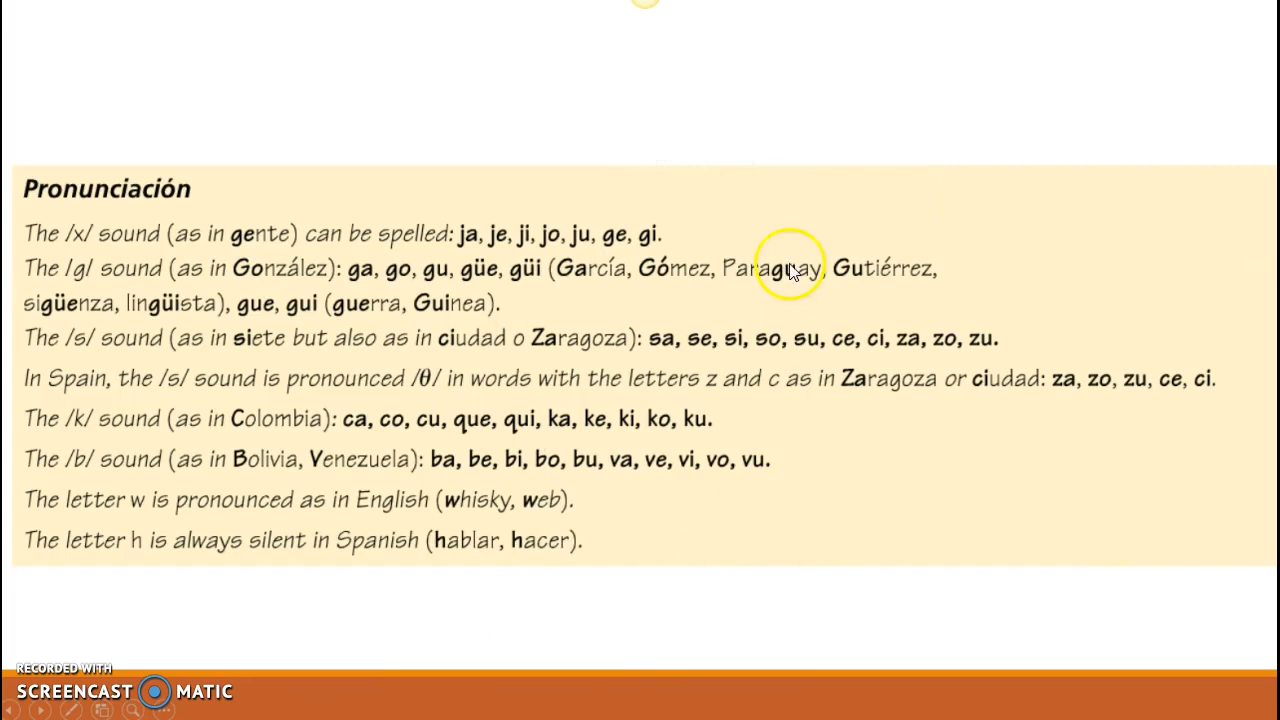 Pronunciación
The /x/ sound (as in gente) can be spelled: ja, je, ji, jo, ju, ge, gi.
The /g/ sound (as in González): ga, go, gu, güe, güi (García, Gómez, Paraguay, Gutiérrez,
sigüenza, lingüista), gue, gui (guerra, Guinea).
The /s/ sound (as in siete but also as in ciudad o Zaragoza): sa, se, si, so, su, ce, ci, za, zo, zu.
In Spain, the /s/ sound is pronounced /θ/ in words with the letters z and c as in Zaragoza or ciudad: za, zo, zu, ce, ci.
The /k/ sound (as in Colombia): ca, co, cu, que, qui, ka, ke, ki, ko, ku.
The /b/ sound (as in Bolivia, Venezuela): ba, be, bi, bo, bu, va, ve, vi, vo, vu.
The letter w is pronounced as in English (whisky, web).
The letter h is always silent in Spanish (hablar, hacer).
RECORDED WITH
SCREENCAST MATIC